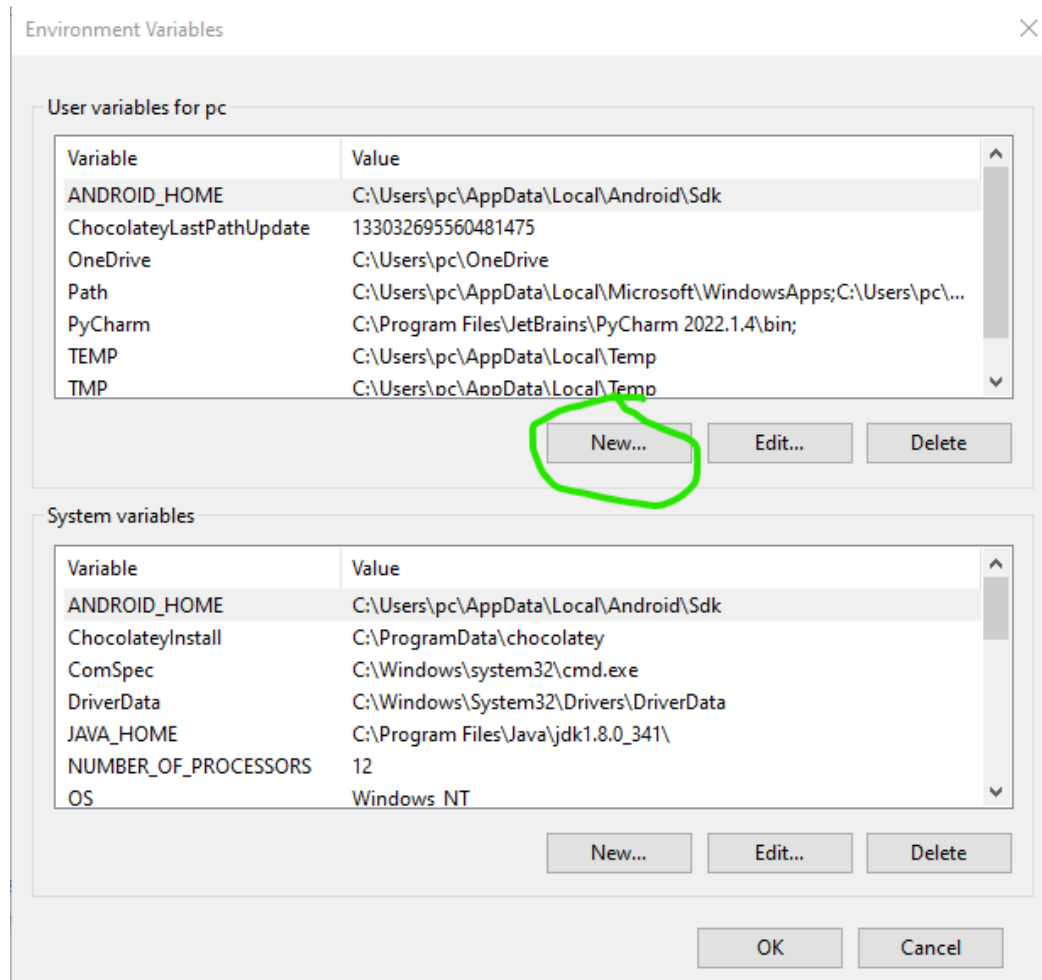 Environment Variables
User variables for pc
Variable Value
ANDROID_HOME C:\Users\pc\AppData\Local\Android\Sdk
ChocolateyLastPathUpdate 133032695560481475
OneDrive C:\Users\pc\OneDrive
Path C:\Users\pc\AppData\Local\Microsoft\WindowsApps;C:\Users\pc\...
PyCharm C:\Program Files\JetBrains\PyCharm 2022.1.4\bin;
TEMP C:\Users\pc\AppData\Local\Temp
TMP C:\Users\pc\AppData\Local\Temp
New... Edit... Delete
System variables
Variable Value
ANDROID_HOME C:\Users\pc\AppData\Local\Android\Sdk
ChocolateyInstall C:\ProgramData\chocolatey
ComSpec C:\Windows\system32\cmd.exe
DriverData C:\Windows\System32\Drivers\DriverData
JAVA_HOME C:\Program Files\Java\jdk1.8.0_341\
NUMBER_OF_PROCESSORS 12
OS Windows_NT
New... Edit... Delete
OK Cancel